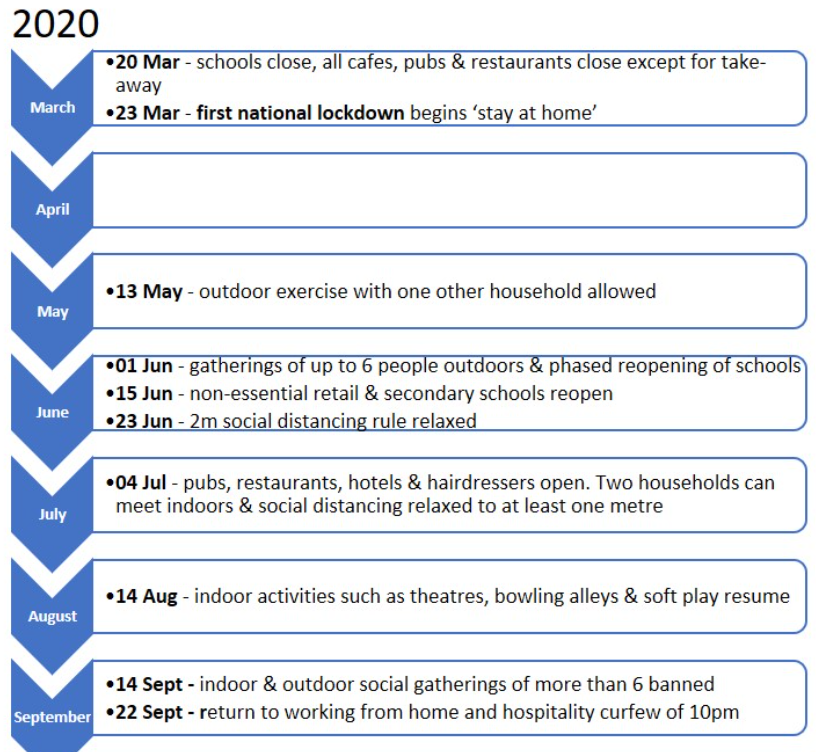 2020
March
•20 Mar - schools close, all cafes, pubs & restaurants close except for take-
away
•23 Mar - first national lockdown begins ‘stay at home’
April
May
•13 May - outdoor exercise with one other household allowed
June
•01 Jun - gatherings of up to 6 people outdoors & phased reopening of schools
•15 Jun - non-essential retail & secondary schools reopen
•23 Jun - 2m social distancing rule relaxed
July
•04 Jul - pubs, restaurants, hotels & hairdressers open. Two households can
meet indoors & social distancing relaxed to at least one metre
August
•14 Aug - indoor activities such as theatres, bowling alleys & soft play resume
September
•14 Sept - indoor & outdoor social gatherings of more than 6 banned
•22 Sept - return to working from home and hospitality curfew of 10pm